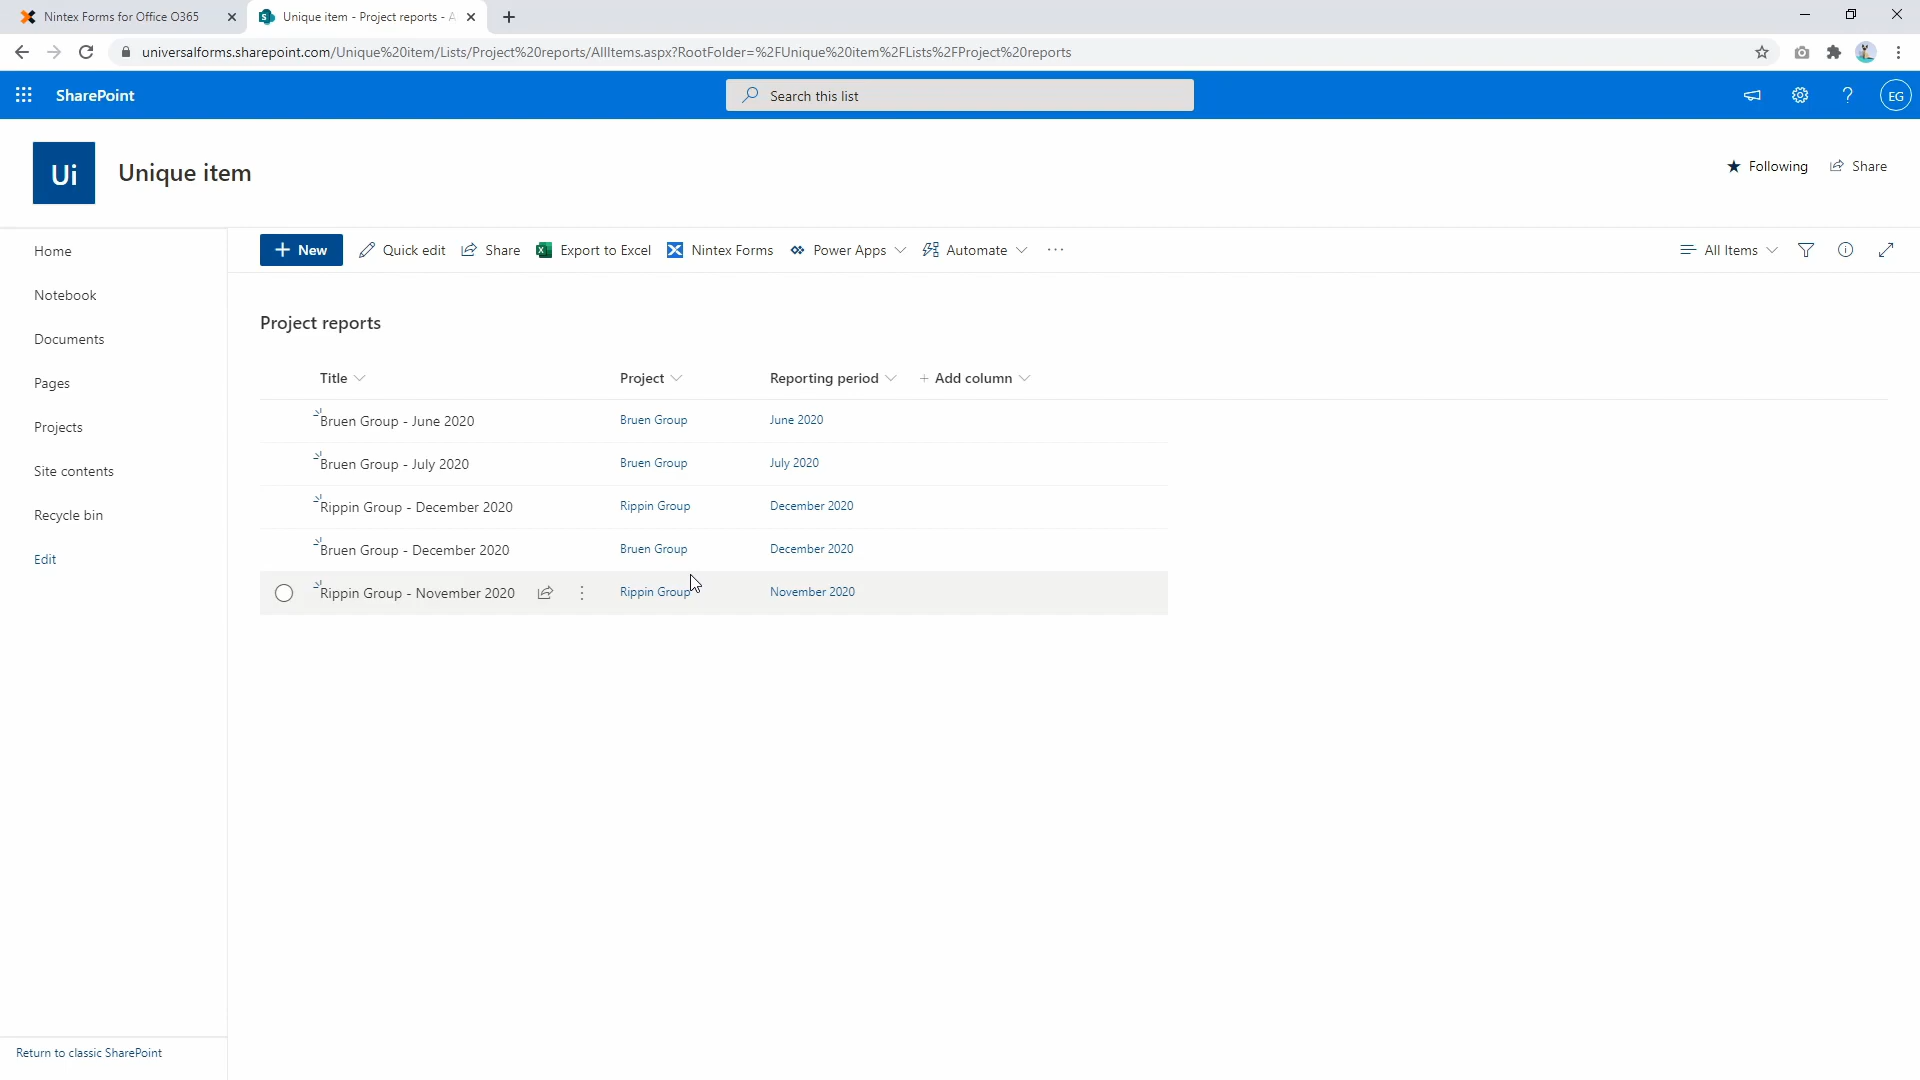 Nintex Forms for Office O365
Unique item - Project reports - A
universalforms.sharepoint.com/Unique%20item/Lists/Project%20reports/AllItems.aspx?RootFolder=%2FUnique%20item%2FLists%2FProject%20reports
SharePoint
Search this list
EG
Ui
Unique item
Following
Share
Home
Notebook
Documents
Pages
Projects
Site contents
Recycle bin
Edit
New
Quick edit
Share
Export to Excel
Nintex Forms
Power Apps
Automate
All Items
Project reports
Title
Project
Reporting period
Add column
Bruen Group - June 2020
Bruen Group
June 2020
Bruen Group - July 2020
Bruen Group
July 2020
Rippin Group - December 2020
Rippin Group
December 2020
Bruen Group - December 2020
Bruen Group
December 2020
Rippin Group - November 2020
Rippin Group
November 2020
Return to classic SharePoint